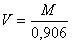 V = M / 0,906